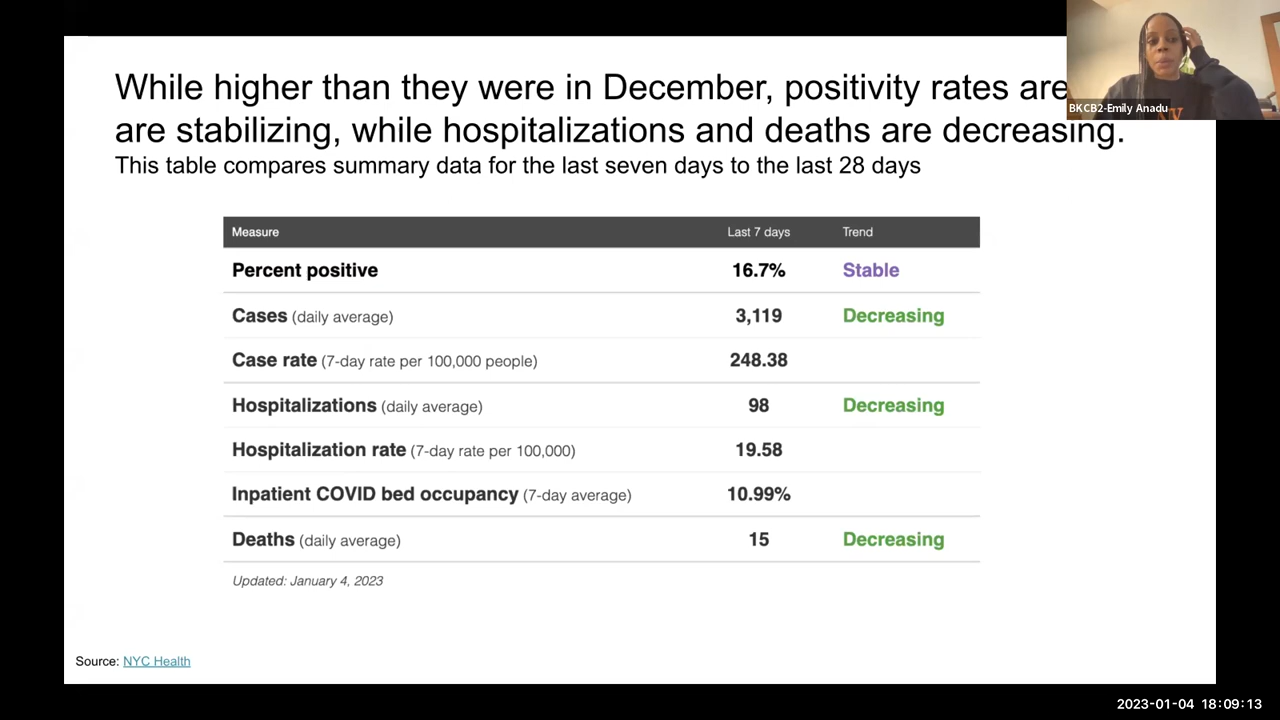 While higher than they were in December, positivity rates are
are stabilizing, while hospitalizations and deaths are decreasing.
This table compares summary data for the last seven days to the last 28 days
BKCB2-Emily Anadu
Measure Last 7 days Trend
Percent positive 16.7% Stable
Cases (daily average) 3,119 Decreasing
Case rate (7-day rate per 100,000 people) 248.38
Hospitalizations (daily average) 98 Decreasing
Hospitalization rate (7-day rate per 100,000) 19.58
Inpatient COVID bed occupancy (7-day average) 10.99%
Deaths (daily average) 15 Decreasing
Updated: January 4, 2023
Source: NYC Health
2023-01-04 18:09:13